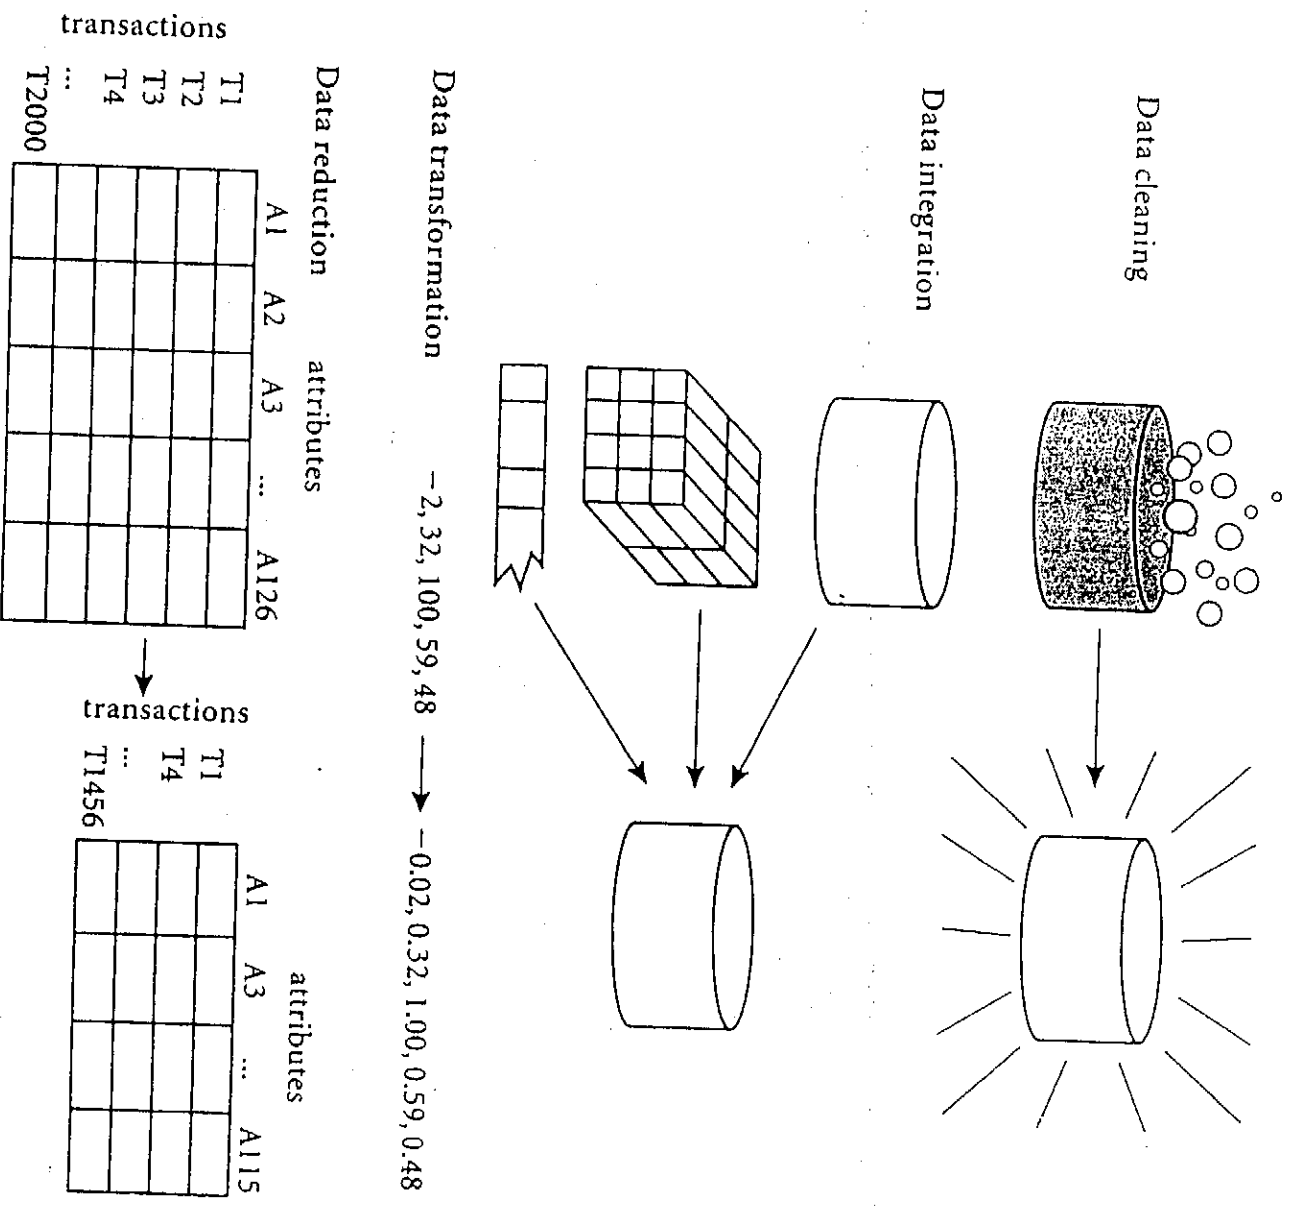 Data cleaning
Data integration
Data transformation
−2, 32, 100, 59, 48
−0.02, 0.32, 1.00, 0.59, 0.48
Data reduction
attributes
A1 A2 A3 ... A126
transactions
T1
T2
T3
T4
...
T2000
attributes
A1 A3 ... A115
transactions
T1
T4
...
T1456